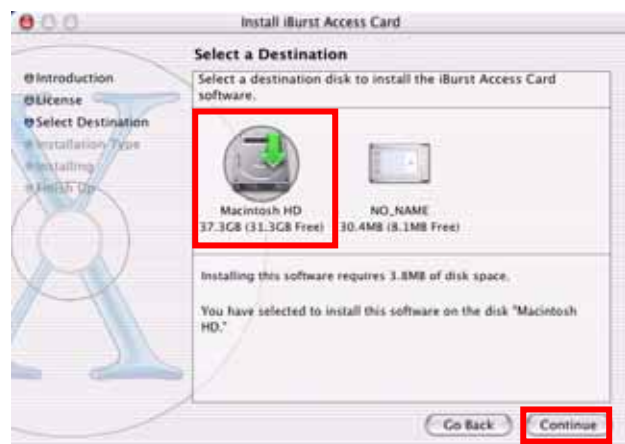 Install iBurst Access Card
Select a Destination
Introduction
License
Select Destination
Installation Type
Installing
Finish Up
Select a destination disk to install the iBurst Access Card
software.
Macintosh HD
37.3GB (31.3GB Free)
NO_NAME
30.4MB (8.1MB Free)
Installing this software requires 3.8MB of disk space.
You have selected to install this software on the disk "Macintosh
HD."
Go Back
Continue